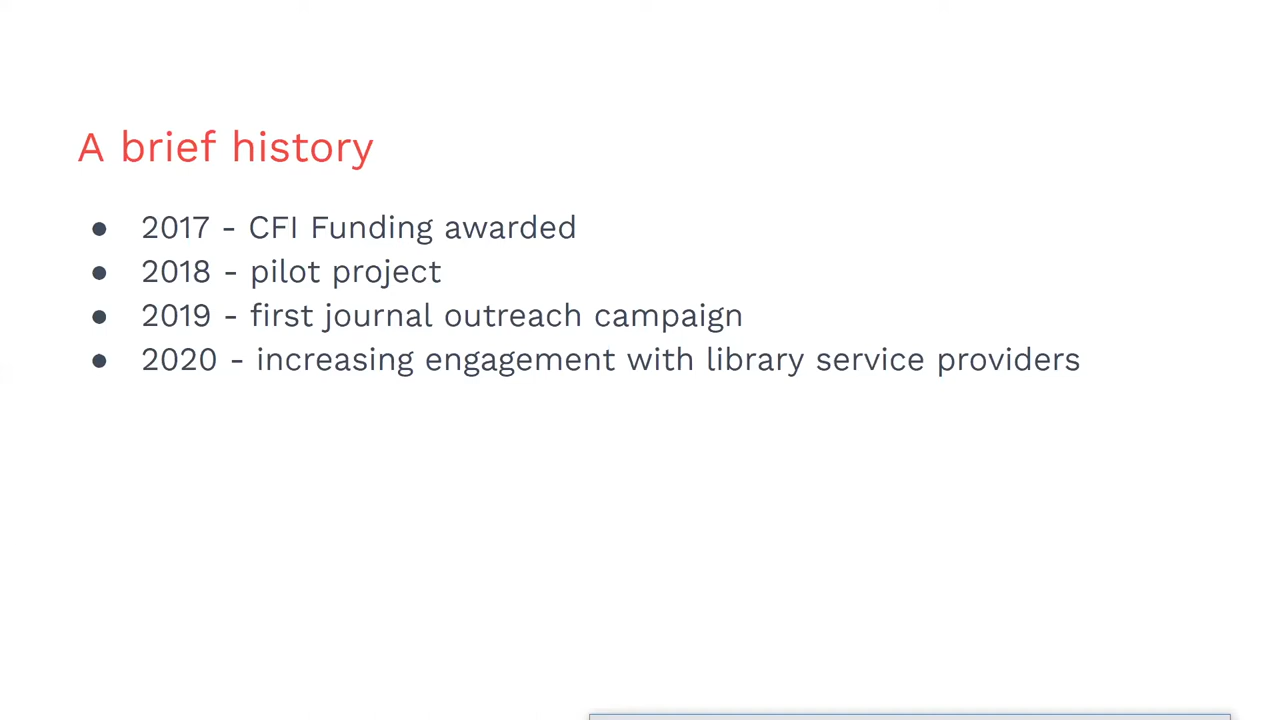 A brief history
● 2017 - CFI Funding awarded
● 2018 - pilot project
● 2019 - first journal outreach campaign
● 2020 - increasing engagement with library service providers